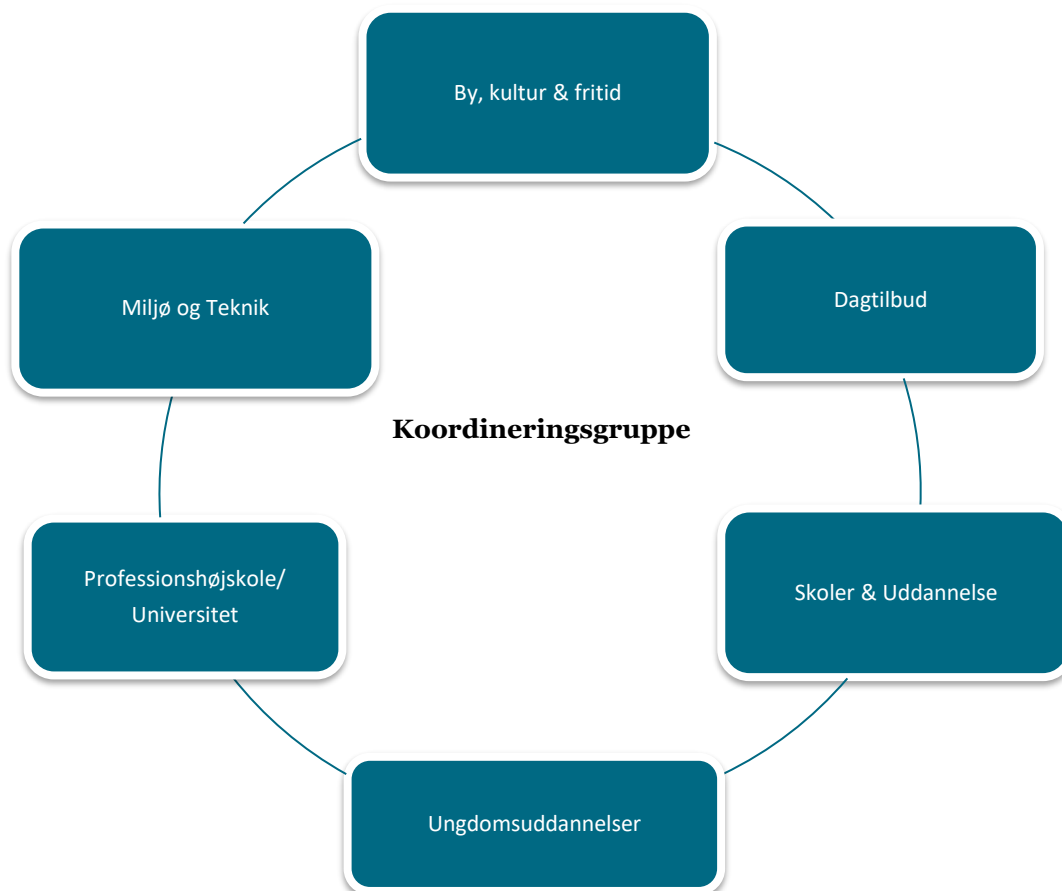 By, kultur & fritid
Dagtilbud
Miljø og Teknik
Koordineringsgruppe
Professionshøjskole/
Universitet
Skoler & Uddannelse
Ungdomsuddannelser